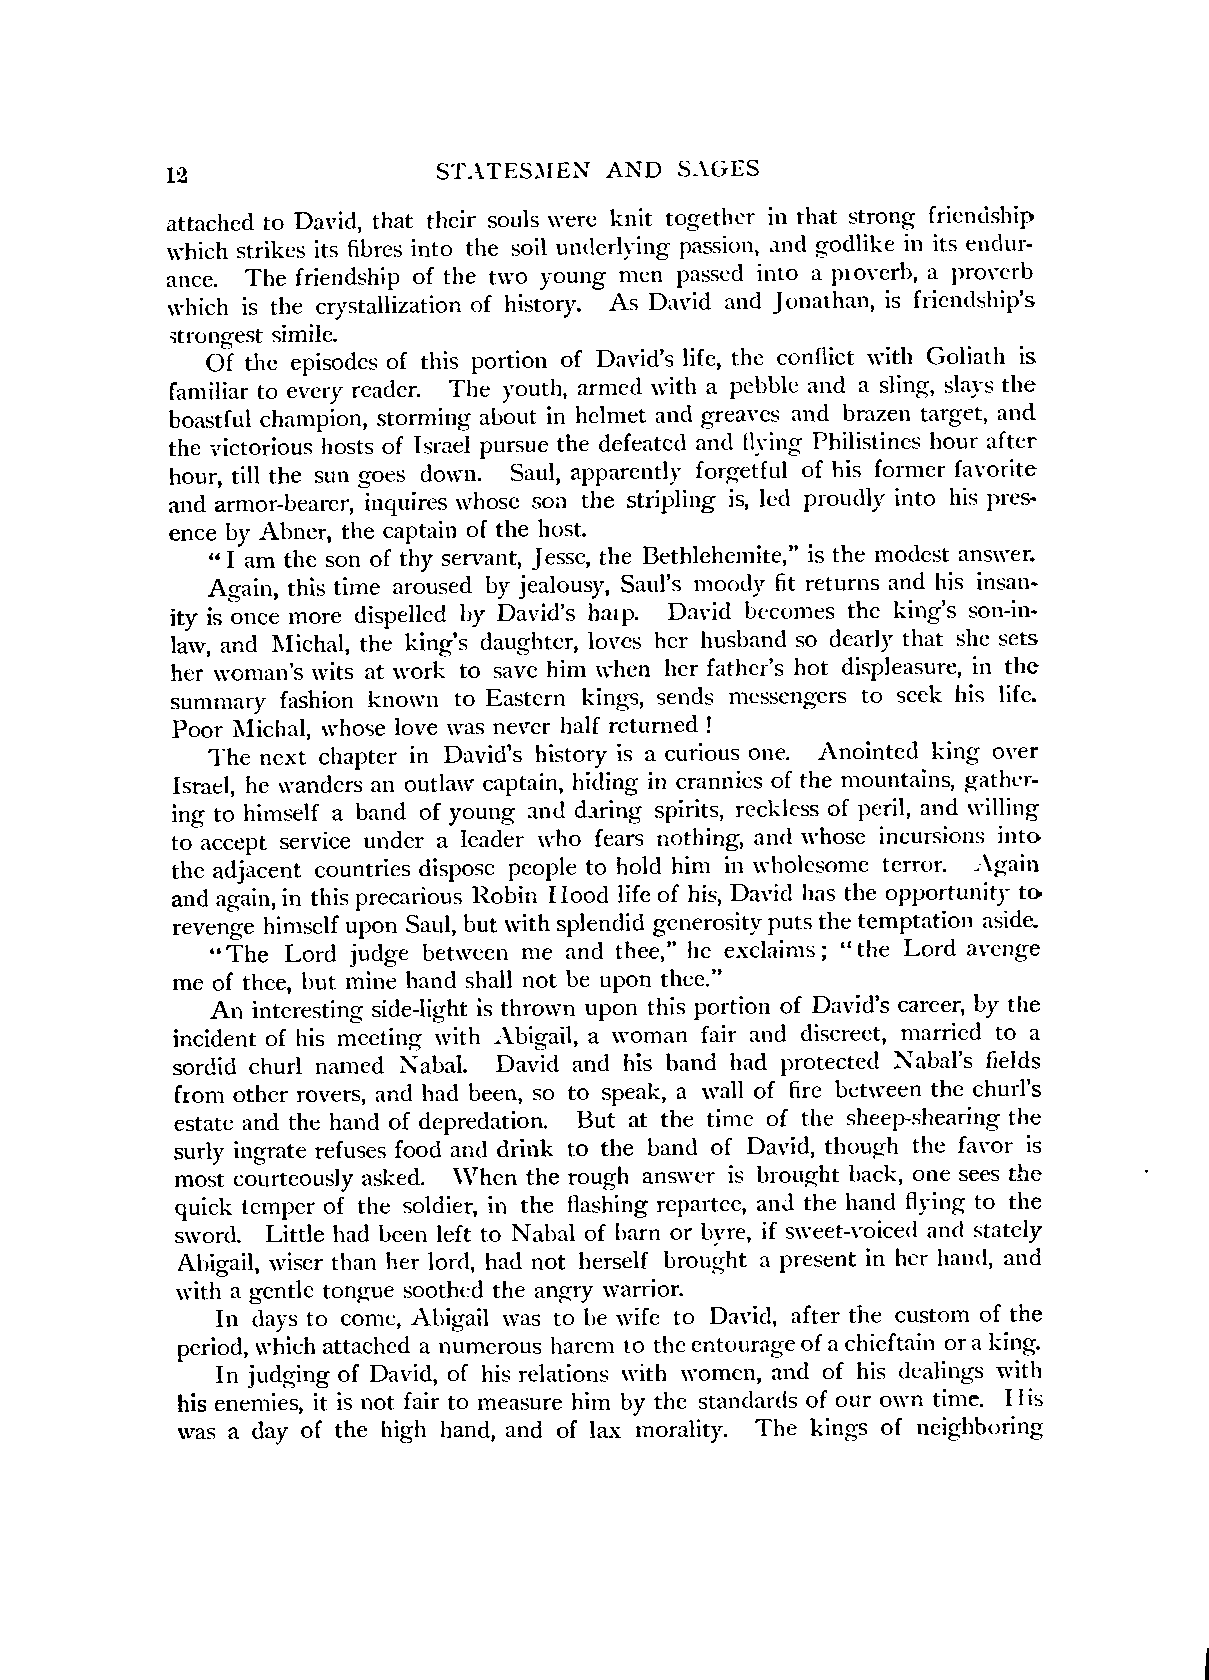 12 STATESMEN AND SAGES
attached to David, that their souls were knit together in that strong friendship
which strikes its fibres into the soil underlying passion, and godlike in its endur-
ance. The friendship of the two young men passed into a proverb, a proverb
which is the crystallization of history. As David and Jonathan, is friendship's
strongest simile.
Of the episodes of this portion of David's life, the conflict with Goliath is
familiar to every reader. The youth, armed with a pebble and a sling, slays the
boastful champion, storming about in helmet and greaves and brazen target, and
the victorious hosts of Israel pursue the defeated and flying Philistines hour after
hour, till the sun goes down. Saul, apparently forgetful of his former favorite
and armor-bearer, inquires whose son the stripling is, led proudly into his pres-
ence by Abner, the captain of the host.
"I am the son of thy servant, Jesse, the Bethlehemite," is the modest answer.
Again, this time aroused by jealousy, Saul's moody fit returns and his insan-
ity is once more dispelled by David's harp. David becomes the king's son-in-
law, and Michal, the king's daughter, loves her husband so dearly that she sets
her woman's wits at work to save him when her father's hot displeasure, in the
summary fashion known to Eastern kings, sends messengers to seek his life.
Poor Michal, whose love was never half returned!
The next chapter in David's history is a curious one. Anointed king over
Israel, he wanders an outlaw captain, hiding in crannies of the mountains, gather-
ing to himself a band of young and daring spirits, reckless of peril, and willing
to accept service under a leader who fears nothing, and whose incursions into
the adjacent countries dispose people to hold him in wholesome terror. Again
and again, in this precarious Robin Hood life of his, David has the opportunity to
revenge himself upon Saul, but with splendid generosity puts the temptation aside.
"The Lord judge between me and thee," he exclaims; "the Lord avenge
me of thee, but mine hand shall not be upon thee."
An interesting side-light is thrown upon this portion of David's career, by the
incident of his meeting with Abigail, a woman fair and discreet, married to a
sordid churl named Nabal. David and his band had protected Nabal's fields
from other rovers, and had been, so to speak, a wall of fire between the churl's
estate and the hand of depredation. But at the time of the sheep-shearing the
surly ingrate refuses food and drink to the band of David, though the favor is
most courteously asked. When the rough answer is brought back, one sees the
quick temper of the soldier, in the flashing repartee, and the hand flying to the
sword. Little had been left to Nabal of barn or byre, if sweet-voiced and stately
Abigail, wiser than her lord, had not herself brought a present in her hand, and
with a gentle tongue soothed the angry warrior.
In days to come, Abigail was to be wife to David, after the custom of the
period, which attached a numerous harem to the entourage of a chieftain or a king.
In judging of David, of his relations with women, and of his dealings with
his enemies, it is not fair to measure him by the standards of our own time. His
was a day of the high hand, and of lax morality. The kings of neighboring